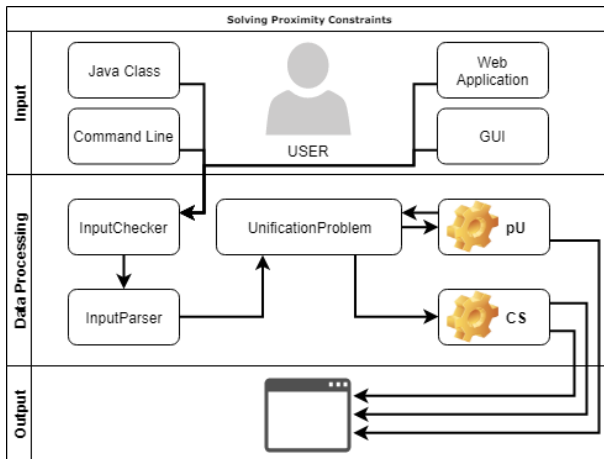 Solving Proximity Constraints
Input
Java Class
Web
Application
Command Line
USER
GUI
Data Processing
InputChecker
UnificationProblem
pU
InputParser
CS
Output